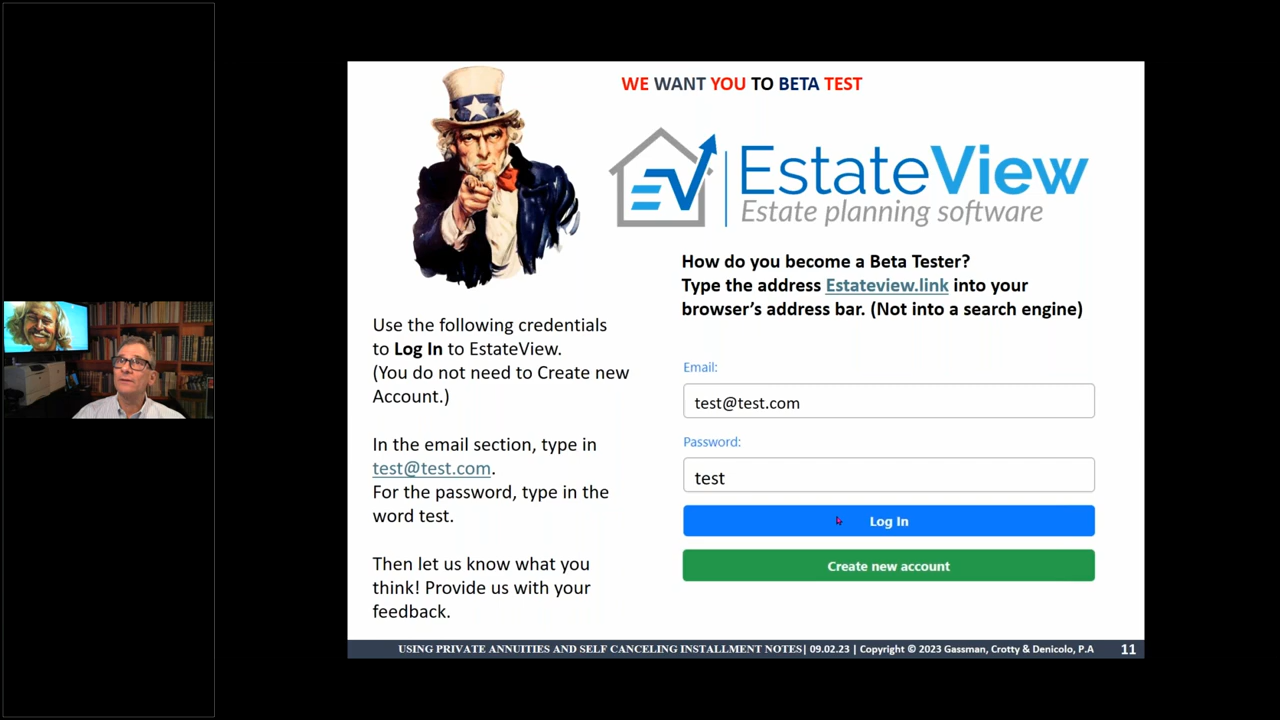 WE WANT YOU TO BETA TEST
EV
EstateView
Estate planning software
How do you become a Beta Tester?
Type the address Estateview.link into your
browser's address bar. (Not into a search engine)
Use the following credentials
to Log In to EstateView.
(You do not need to Create new
Account.)
In the email section, type in
test@test.com.
For the password, type in the
word test.
Then let us know what you
think! Provide us with your
feedback.
Email:
test@test.com
Password:
test
Log In
Create new account
USING PRIVATE ANNUITIES AND SELF CANCELING INSTALLMENT NOTES| 09.02.23 | Copyright © 2023 Gassman, Crotty & Denicolo, P.A 11